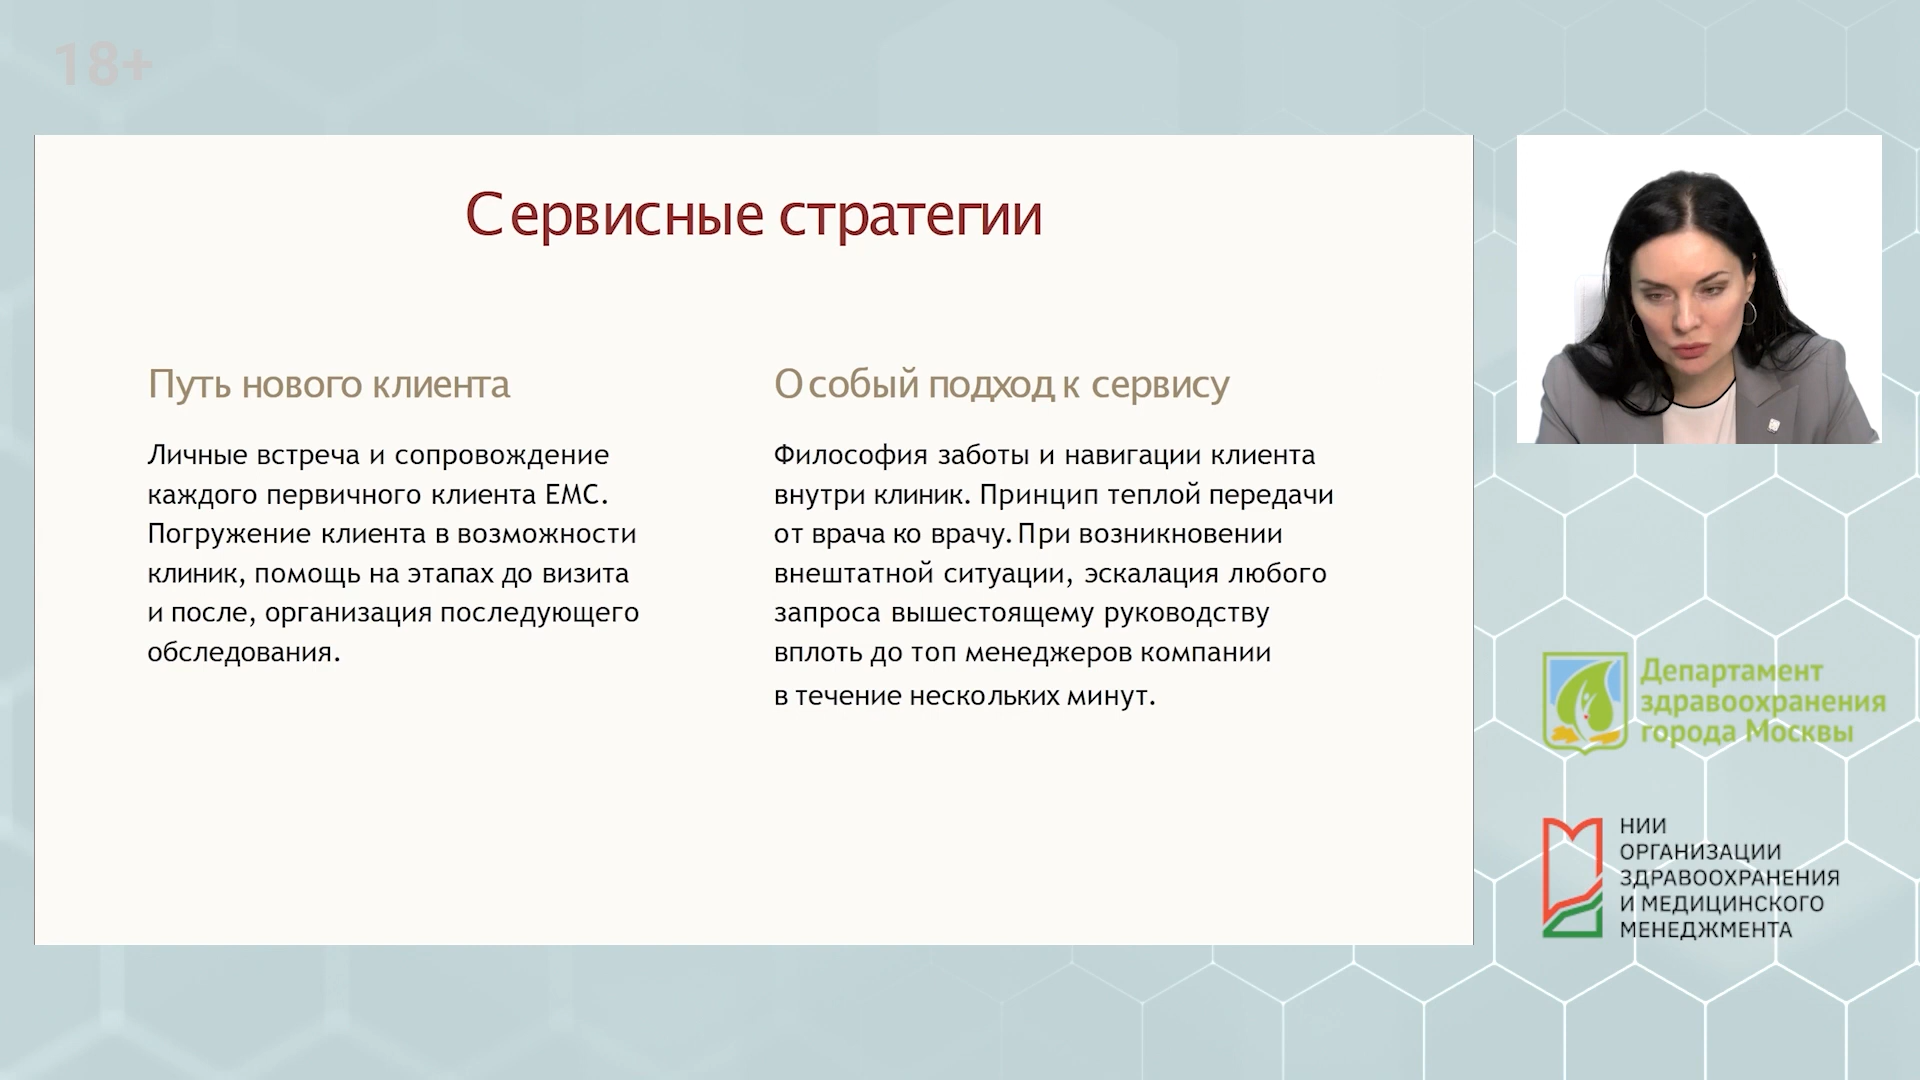 18+
Сервисные стратегии
Путь нового клиента
Личные встреча и сопровождение
каждого первичного клиента EMC.
Погружение клиента в возможности
клиник, помощь на этапах до визита
и после, организация последующего
обследования.
Особый подход к сервису
Философия заботы и навигации клиента
внутри клиник. Принцип теплой передачи
от врача ко врачу. При возникновении
внештатной ситуации, эскалация любого
запроса вышестоящему руководству
вплоть до топ менеджеров компании
в течение нескольких минут.
Департамент
здравоохранения
города Москвы
НИИ
ОРГАНИЗАЦИИ
ЗДРАВООХРАНЕНИЯ
И МЕДИЦИНСКОГО
МЕНЕДЖМЕНТА